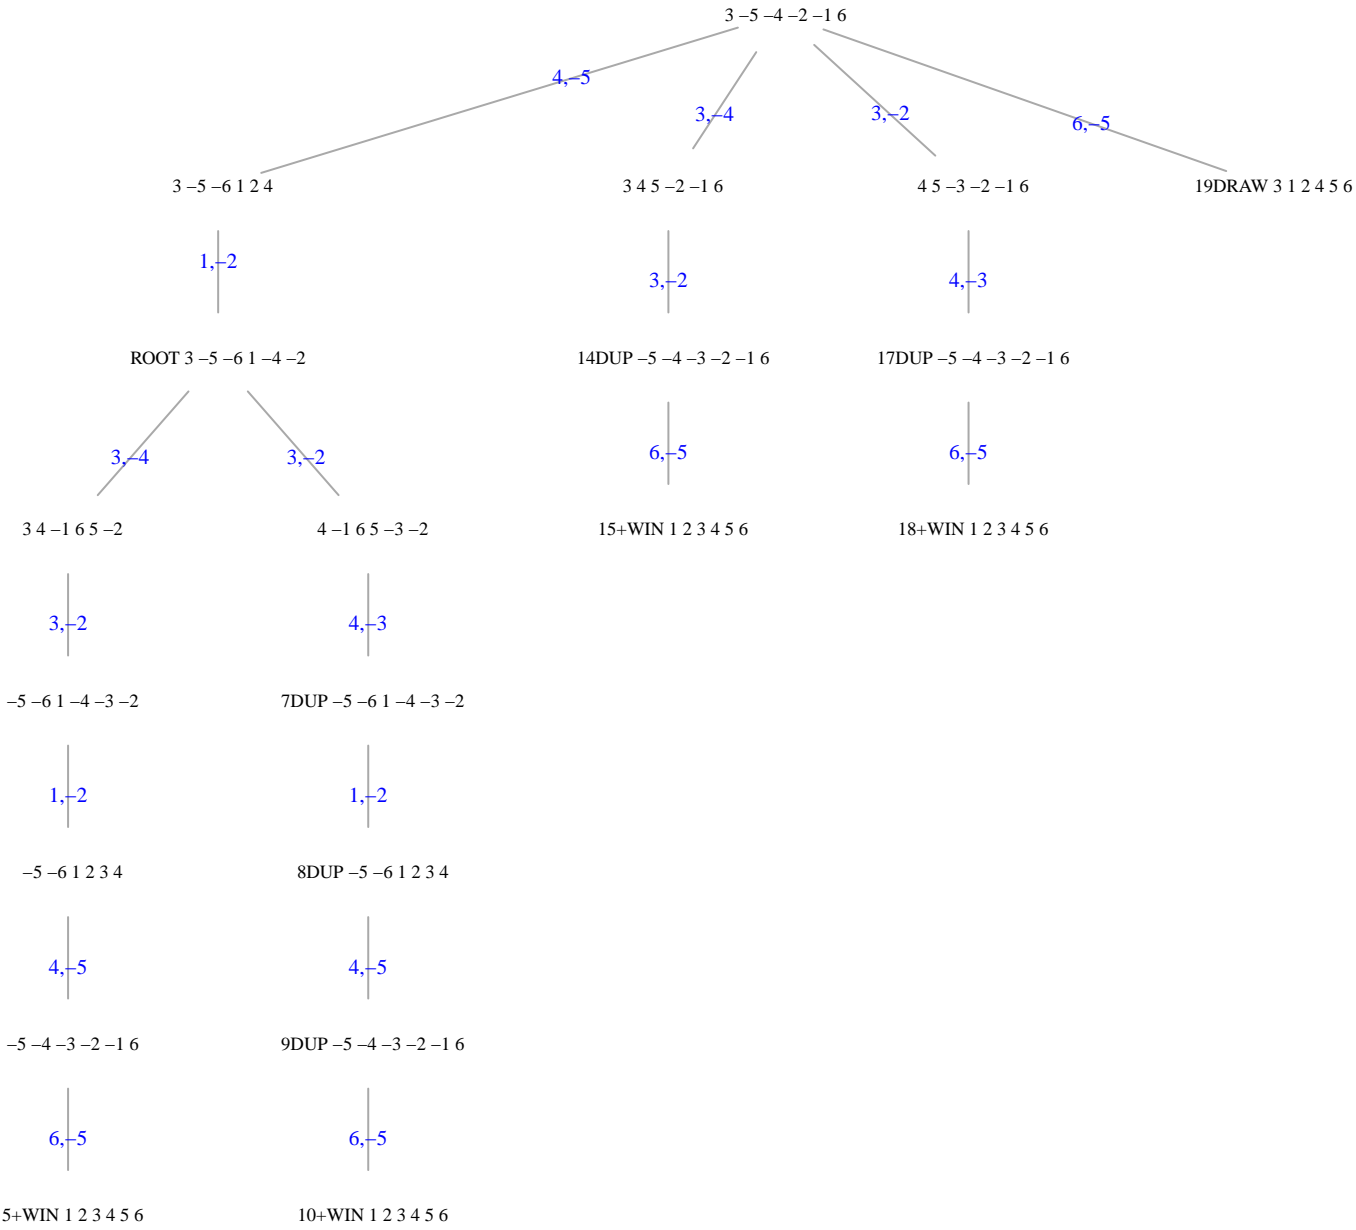 3 –5 –4 –2 –1 6
4,–5
3,–4
3,–2
6,–5
3 –5 –6 1 2 4
3 4 5 –2 –1 6
4 5 –3 –2 –1 6
19DRAW 3 1 2 4 5 6
1,–2
3,–2
4,–3
ROOT 3 –5 –6 1 –4 –2
14DUP –5 –4 –3 –2 –1 6
17DUP –5 –4 –3 –2 –1 6
3,–4
3,–2
6,–5
6,–5
3 4 –1 6 5 –2
4 –1 6 5 –3 –2
15+WIN 1 2 3 4 5 6
18+WIN 1 2 3 4 5 6
3,–2
4,–3
–5 –6 1 –4 –3 –2
7DUP –5 –6 1 –4 –3 –2
1,–2
1,–2
–5 –6 1 2 3 4
8DUP –5 –6 1 2 3 4
4,–5
4,–5
–5 –4 –3 –2 –1 6
9DUP –5 –4 –3 –2 –1 6
6,–5
6,–5
5+WIN 1 2 3 4 5 6
10+WIN 1 2 3 4 5 6